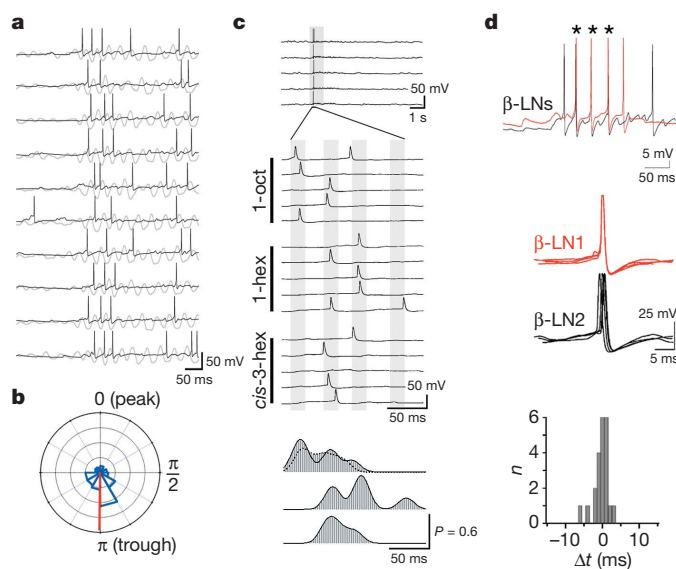 a
50 mV
50 ms
b
0 (peak)
π/2
π (trough)
c
50 mV
1 s
1-oct
1-hex
cis-3-hex
50 mV
50 ms
P = 0.6
50 ms
d
* * *
β-LNs
5 mV
50 ms
β-LN1
β-LN2
25 mV
5 ms
6
4
2
0
n
−10 0 10
Δt (ms)